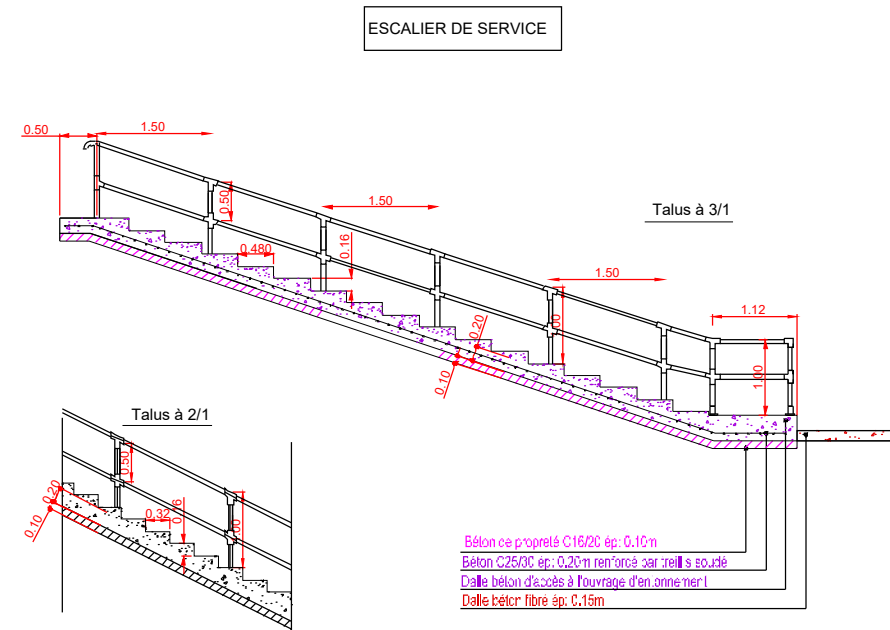 ESCALIER DE SERVICE
0.50
1.50
0.50
1.50
Talus à 3/1
0.480
0.16
1.50
1.12
0.20
.00
1.00
0.10
Talus à 2/1
0.50
0.20
0.32
0.16
.00
0.10
Béton de propreté C16/20 ép: 0.10m
Béton C25/30 ép: 0.20m renforcé par treillis soudé
Dalle béton d'accès à l'ouvrage
Dalle béton fibré ép: 0.15m